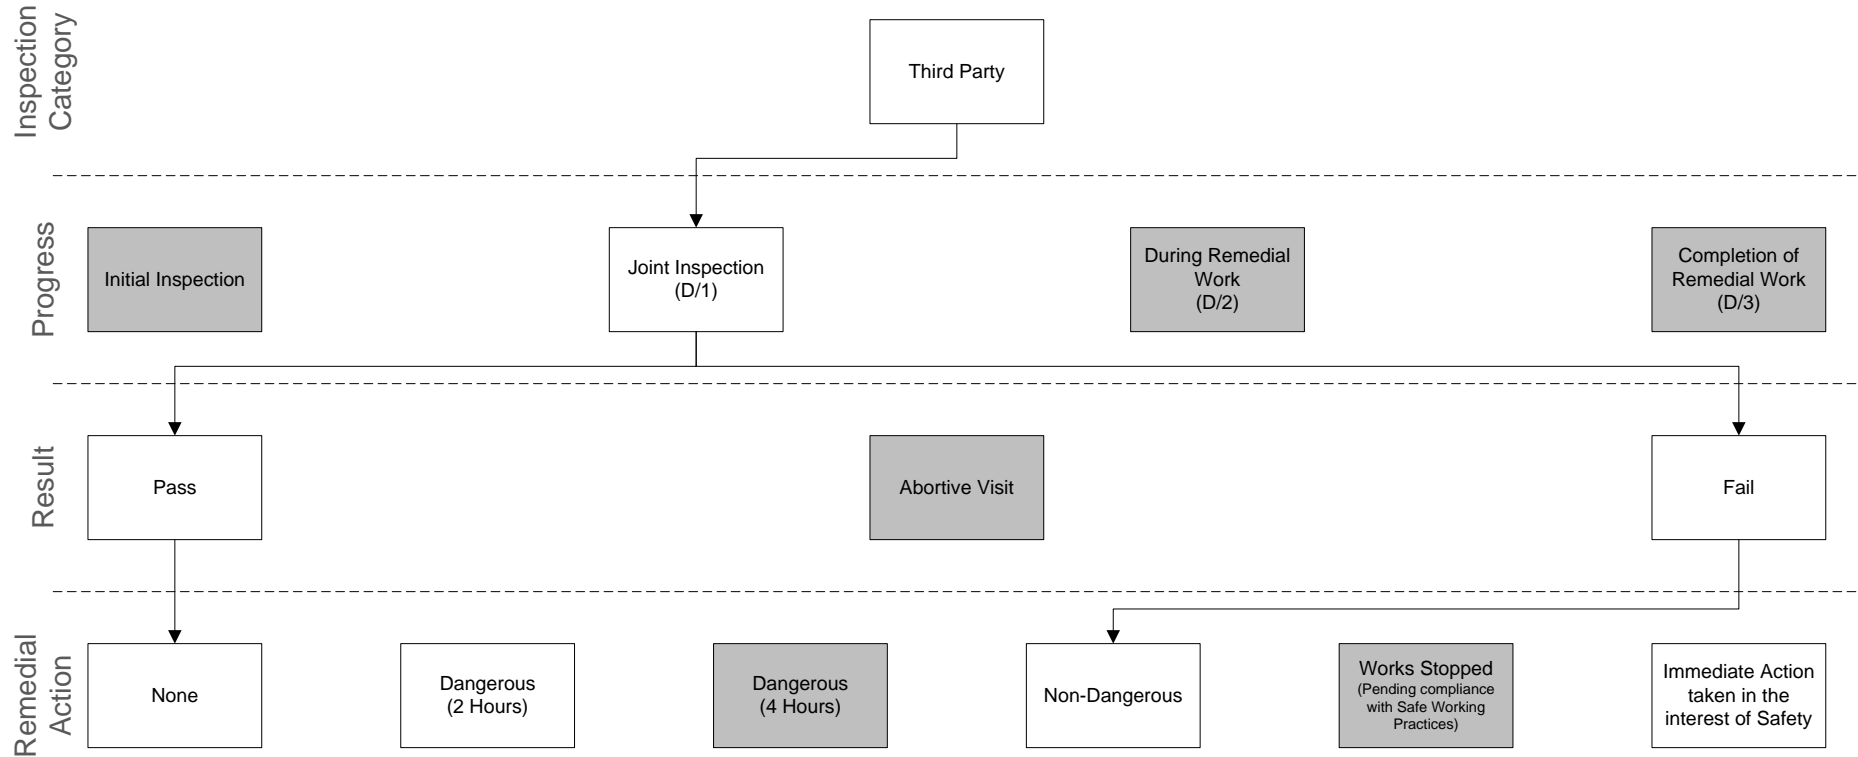 Inspection
Category
Third Party
Progress
Initial Inspection
Joint Inspection
(D/1)
During Remedial
Work
(D/2)
Completion of
Remedial Work
(D/3)
Result
Pass
Abortive Visit
Fail
Remedial
Action
None
Dangerous
(2 Hours)
Dangerous
(4 Hours)
Non-Dangerous
Works Stopped
(Pending compliance
with Safe Working
Practices)
Immediate Action
taken in the
interest of Safety